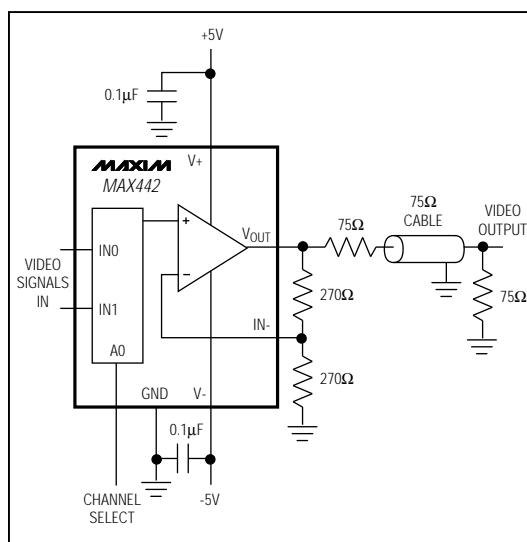 +5V
0.1µF
MAXIM
MAX442
V+
VOUT
75Ω
75Ω
CABLE
VIDEO
OUTPUT
VIDEO
SIGNALS
IN
IN0
IN1
A0
+
−
IN-
270Ω
75Ω
270Ω
GND
V-
0.1µF
-5V
CHANNEL
SELECT